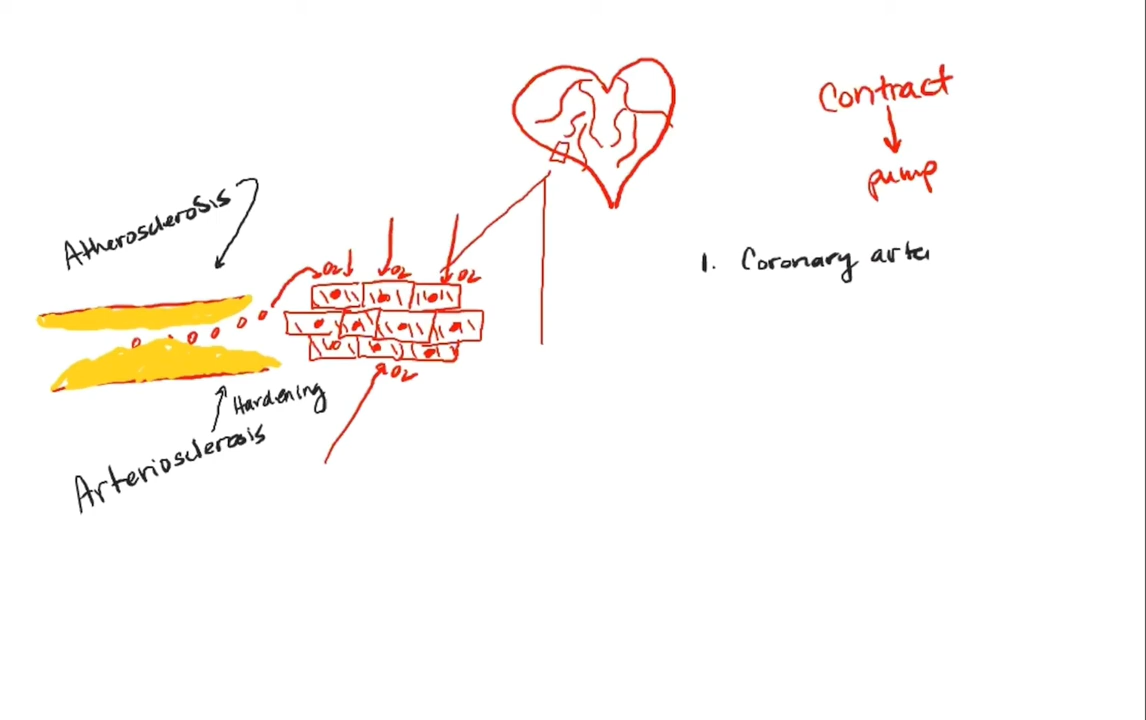 Contract
pump
Atherosclerosis
1. Coronary arte
O2
O2
O2
O2
Hardening
Arteriosclerosis